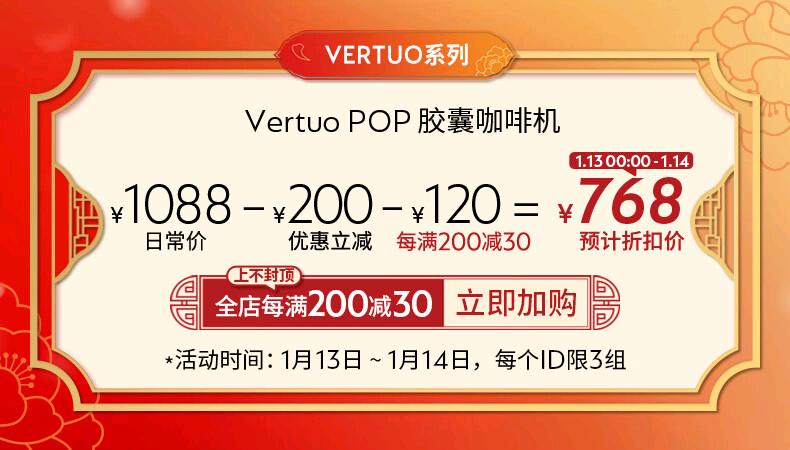 VERTUO系列
Vertuo POP 胶囊咖啡机
1.13 00:00 - 1.14
¥1088 - ¥200 - ¥120 = ¥768
日常价 优惠立减 每满200减30 预计折扣价
上不封顶
全店每满200减30 立即加购
*活动时间：1月13日 ~ 1月14日，每个ID限3组